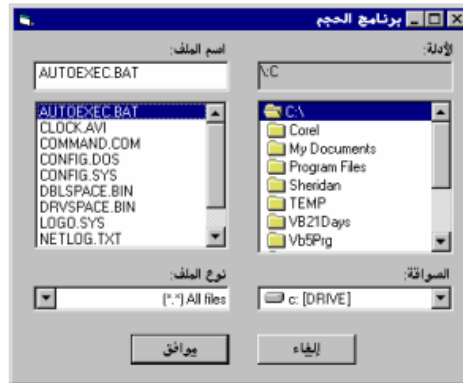 برنامج الحجم
الأدلة:
\:C
C:\
Corel
My Documents
Program Files
Sheridan
TEMP
VB21Days
Vb5Prg
السواقة:
c: [DRIVE]
اسم الملف:
AUTOEXEC.BAT
AUTOEXEC.BAT
CLOCK.AVI
COMMAND.COM
CONFIG.DOS
CONFIG.SYS
DBLSPACE.BIN
DRVSPACE.BIN
LOGO.SYS
NETLOG.TXT
نوع الملف:
(*.*) All files
إلغاء
موافق